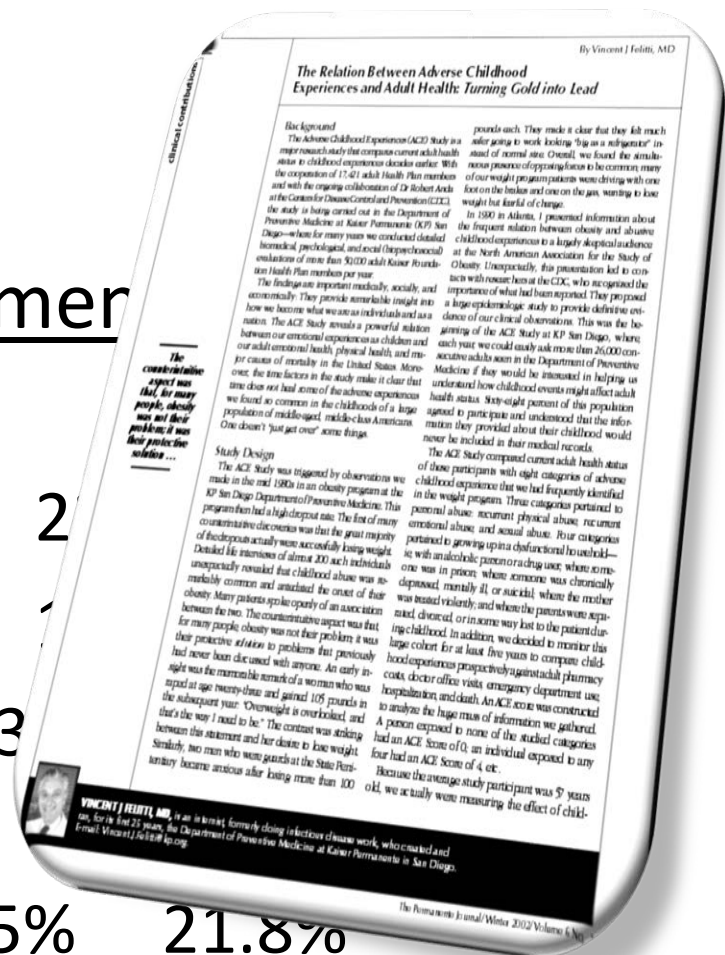 men
2
3
5% 21.8%
clinical contributions
By Vincent J Felitti, MD
The Relation Between Adverse Childhood
Experiences and Adult Health: Turning Gold into Lead
The
counterintuitive
aspect was
that, for many
people, obesity
was not their
problem; it was
their protective
solution …
Background
The Adverse Childhood Experiences (ACE) Study is a
major research study that compares current adult health
status to childhood experiences decades earlier. With
the cooperation of 17,421 adult Health Plan members
and with the ongoing collaboration of Dr Robert Anda
at the Centers for Disease Control and Prevention (CDC),
the study is being carried out in the Department of
Preventive Medicine at Kaiser Permanente (KP) San
Diego—where for many years we conducted detailed
biomedical, psychological, and social (biopsychosocial)
evaluations of more than 50,000 adult Kaiser Founda-
tion Health Plan members per year.
The findings are important medically, socially, and
economically. They provide remarkable insight into
how we become what we are as individuals and as a
nation. The ACE Study reveals a powerful relation
between our emotional experiences as children and
our adult emotional health, physical health, and ma-
jor causes of mortality in the United States. More-
over, the time factors in the study make it clear that
time does not heal some of the adverse experiences
we found so common in the childhoods of a large
population of middle-aged, middle-class Americans.
One doesn't "just get over" some things.
Study Design
The ACE Study was triggered by observations we
made in the mid 1980s in an obesity program at the
KP San Diego Department of Preventive Medicine. This
program then had a high dropout rate. The first of many
counterintuitive discoveries was that the great majority
of the dropouts actually were successfully losing weight.
Detailed life interviews of almost 200 such individuals
unexpectedly revealed that childhood abuse was re-
markably common and antedated the onset of their
obesity. Many patients spoke openly of an association
between the two. The counterintuitive aspect was that,
for many people, obesity was not their problem; it was
their protective solution to problems that previously
had never been discussed with anyone. An early in-
sight was the memorable remark of a woman who was
raped at age twenty-three and gained 105 pounds in
the subsequent year: "Overweight is overlooked, and
that's the way I need to be." The contrast was striking
between this statement and her desire to lose weight.
Similarly, two men who were guards at the State Peni-
tentiary became anxious after losing more than 100
pounds each. They made it clear that they felt much
safer going to work looking "big as a refrigerator" in-
stead of normal size. Overall, we found the simulta-
neous presence of opposing forces to be common; many
of our weight program patients were driving with one
foot on the brakes and one on the gas, wanting to lose
weight but fearful of change.
In 1990 in Atlanta, I presented information about
the frequent relation between obesity and abusive
childhood experiences to a largely skeptical audience
at the North American Association for the Study of
Obesity. Unexpectedly, this presentation led to con-
tacts with researchers at the CDC, who recognized the
importance of what had been reported. They proposed
a large epidemiologic study to provide definitive evi-
dence of our clinical observations. This was the be-
ginning of the ACE Study at KP San Diego, where,
each year, we could easily ask more than 26,000 con-
secutive adults seen in the Department of Preventive
Medicine if they would be interested in helping us
understand how childhood events might affect adult
health status. Sixty-eight percent of this population
agreed to participate and understood that the infor-
mation they provided about their childhood would
never be included in their medical records.
The ACE Study compared current adult health status
of these participants with eight categories of adverse
childhood experience that we had frequently identified
in the weight program. Three categories pertained to
personal abuse: recurrent physical abuse, recurrent
emotional abuse, and sexual abuse. Four categories
pertained to growing up in a dysfunctional household—
ie, with an alcoholic person or a drug user; where some-
one was in prison; where someone was chronically
depressed, mentally ill, or suicidal; where the mother
was treated violently; and where the parents were sepa-
rated, divorced, or in some way lost to the patient dur-
ing childhood. In addition, we decided to monitor this
large cohort for at least five years to compare child-
hood experiences prospectively against adult pharmacy
costs, doctor office visits, emergency department use,
hospitalization, and death. An ACE score was constructed
to analyze the huge mass of information we gathered.
A person exposed to none of the studied categories
had an ACE Score of 0; an individual exposed to any
four had an ACE Score of 4, etc.
Because the average study participant was 57 years
old, we actually were measuring the effect of child-
VINCENT J FELITTI, MD, is an internist, formerly doing infectious disease work, who created and
ran, for its first 25 years, the Department of Preventive Medicine at Kaiser Permanente in San Diego.
E-mail: Vincent.J.Felitti@kp.org.
The Permanente Journal/ Winter 2002/ Volume 6 No.